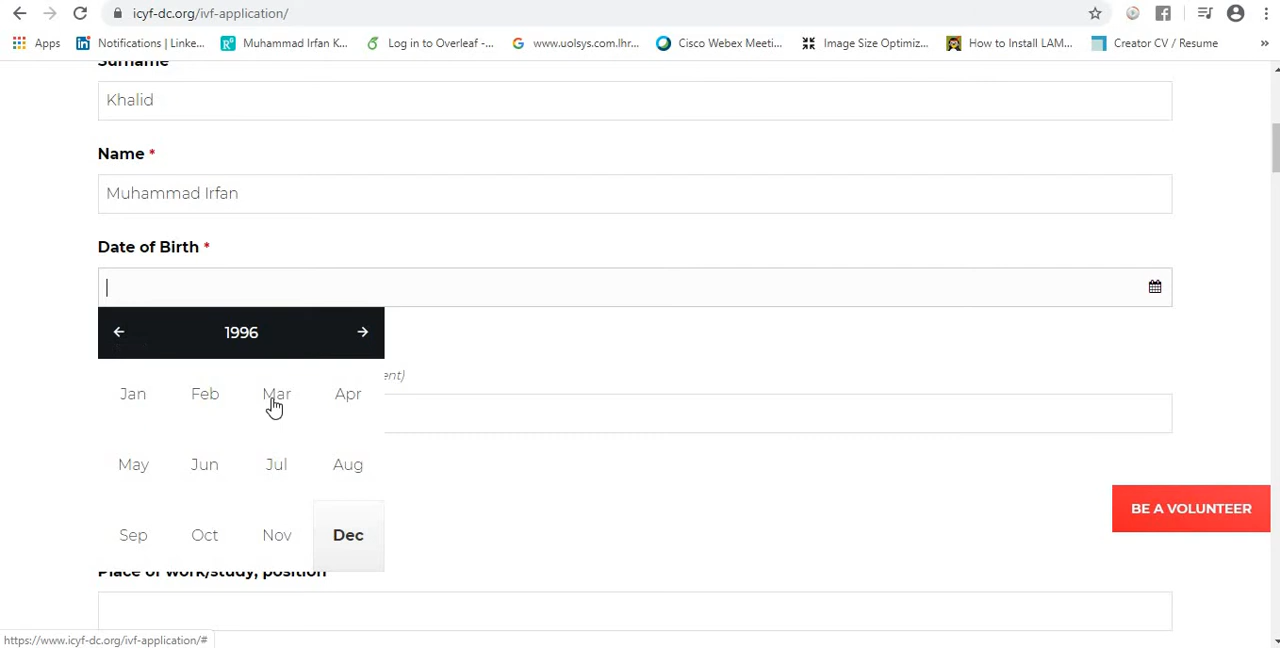 icyf-dc.org/ivf-application/
Apps Notifications | Linke... Muhammad Irfan K... Log in to Overleaf -... www.uolsys.com.lhr... Cisco Webex Meeti... Image Size Optimiz... How to Install LAM... Creator CV / Resume »
Surname
Khalid
Name *
Muhammad Irfan
Date of Birth *
1996
ent)
Jan Feb Mar Apr
May Jun Jul Aug
BE A VOLUNTEER
Sep Oct Nov Dec
Place of work/study, position
https://www.icyf-dc.org/ivf-application/#